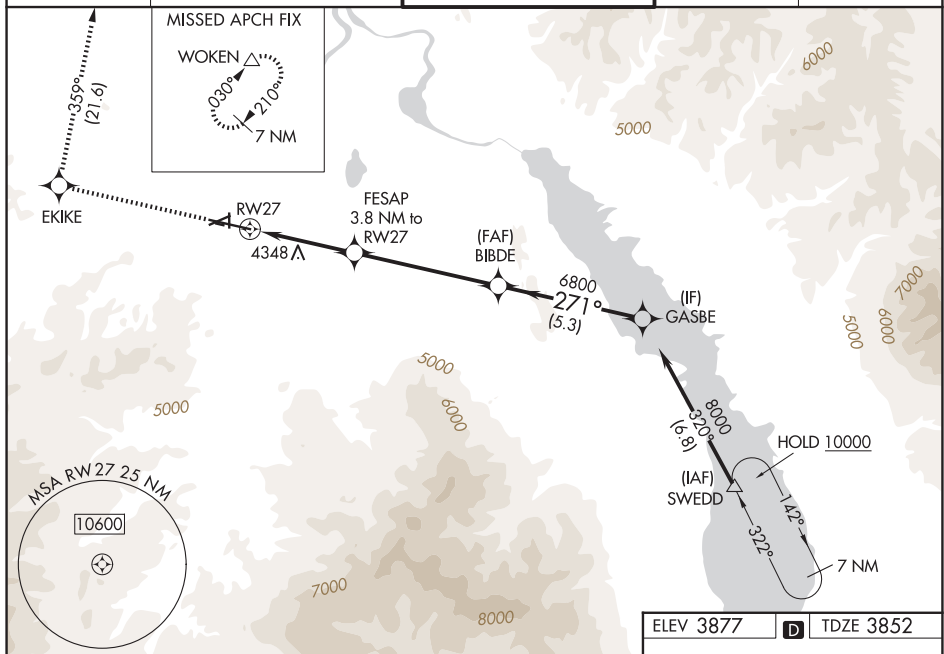 MISSED APCH FIX
WOKEN
030°
210°
7 NM
359°
(21.6)
EKIKE
RW27
4348
FESAP
3.8 NM to
RW27
(FAF)
BIBDE
6800
271°
(5.3)
(IF)
GASBE
8000
320°
(6.8)
HOLD 10000
(IAF)
SWEDD
142°
322°
7 NM
6000
5000
7000
6000
5000
5000
6000
5000
7000
8000
MSA RW27 25 NM
10600
ELEV 3877
D
TDZE 3852